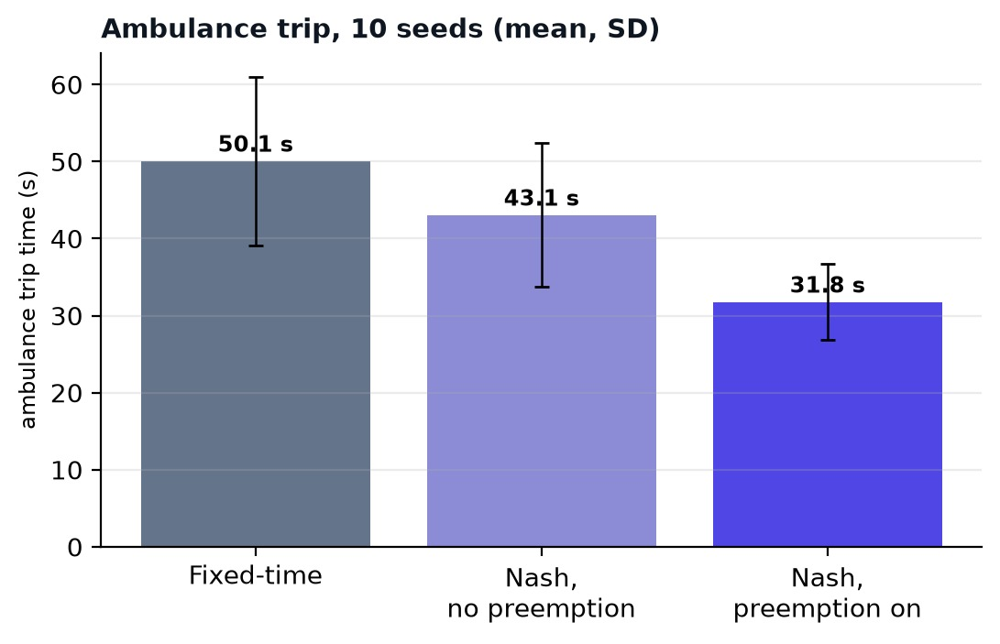 Ambulance trip, 10 seeds (mean, SD)
ambulance trip time (s)
60
50
40
30
20
10
0
50.1 s
43.1 s
31.8 s
Fixed-time
Nash,
no preemption
Nash,
preemption on